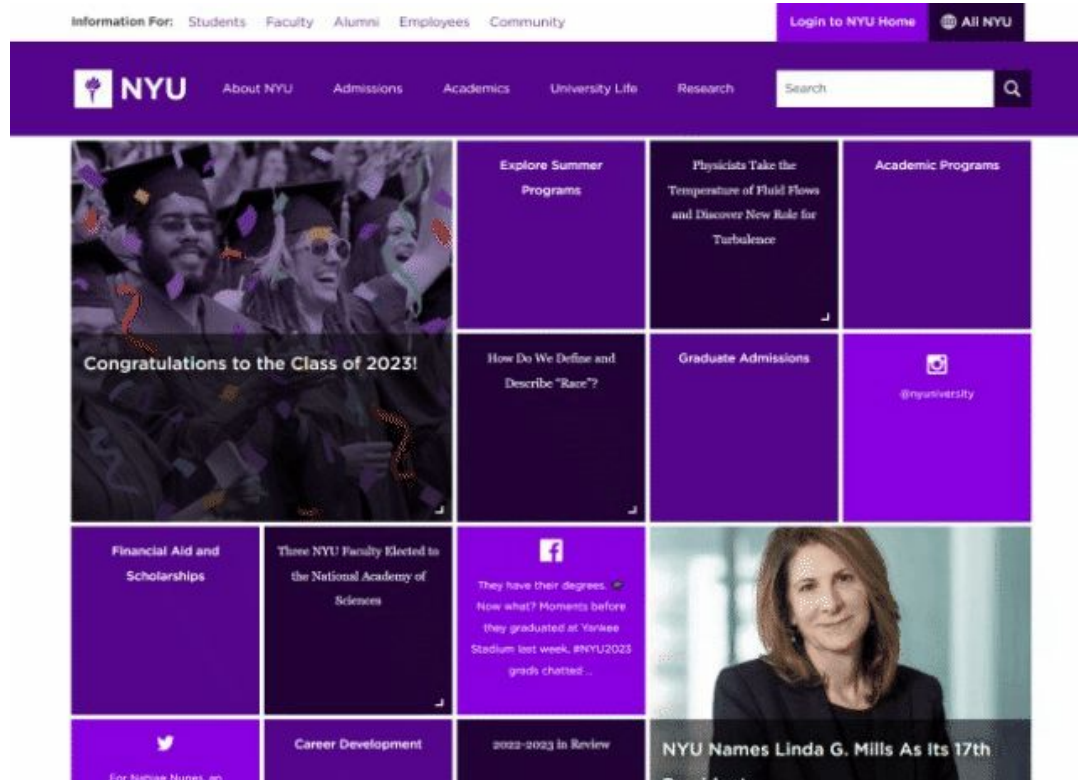 Information For: Students Faculty Alumni Employees Community
Login to NYU Home All NYU
NYU About NYU Admissions Academics University Life Research Search
Explore Summer
Programs
Physicists Take the
Temperature of Fluid Flows
and Discover New Role for
Turbulence
Academic Programs
Congratulations to the Class of 2023!
How Do We Define and
Describe "Race"?
Graduate Admissions
@nyuniversity
Financial Aid and
Scholarships
Three NYU Faculty Elected to
the National Academy of
Sciences
They have their degrees.
Now what? Moments before
they graduated at Yankee
Stadium last week, #NYU2023
grads chatted ...
NYU Names Linda G. Mills As Its 17th
Career Development
2022-2023 in Review